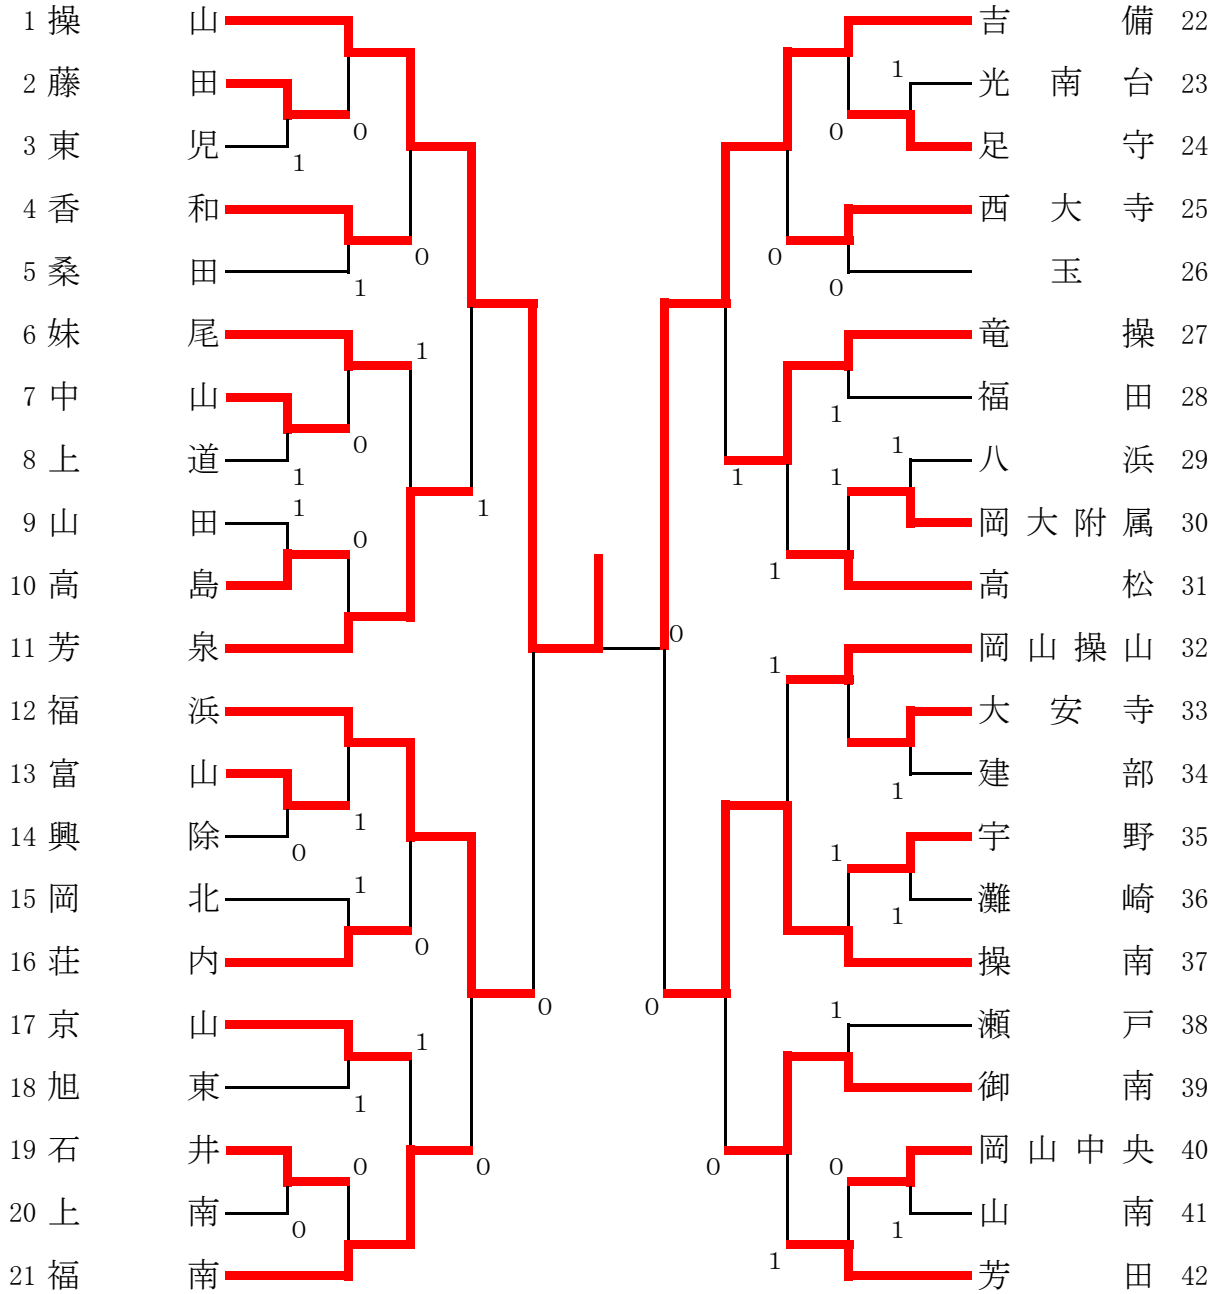 1 操山
2 藤田
3 東児
4 香和
5 桑田
6 妹尾
7 中山
8 上道
9 山田
10 高島
11 芳泉
12 福浜
13 富山
14 興除
15 岡北
16 荘内
17 京山
18 旭東
19 石井
20 上南
21 福南
0
1
0
1
1
0
1
1
0
1
1
0
1
0
0
1
1
0
0
0
0
吉備 22
光南台 23
足守 24
西大寺 25
玉 26
竜操 27
福田 28
八浜 29
岡大附属 30
高松 31
岡山操山 32
大安寺 33
建部 34
宇野 35
灘崎 36
操南 37
瀬戸 38
御南 39
岡山中央 40
山南 41
芳田 42
1
0
0
0
1
1
1
1
1
0
1
1
1
1
0
1
0
0
1
1